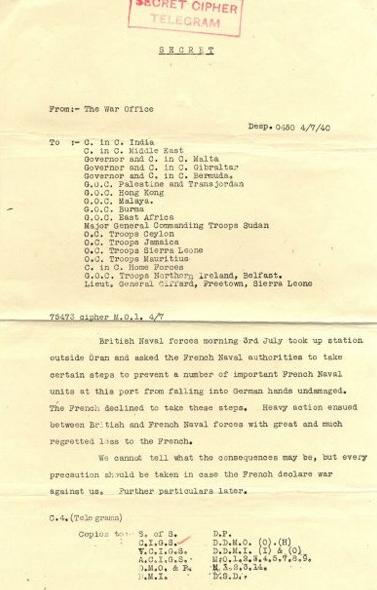 SECRET CIPHER
TELEGRAM
SECRET
From:- The War Office
Desp. 0450 4/7/40
To :- C. in C. India
C. in C. Middle East
Governor and C. in C. Malta
Governor and C. in C. Gibraltar
Governor and C. in C. Bermuda.
G.O.C. Palestine and Transjordan
G.O.C. Hong Kong
G.O.C. Malaya.
G.O.C. Burma
G.O.C. East Africa
Major General Commanding Troops Sudan
O.C. Troops Ceylon
O.C. Troops Jamaica
O.C. Troops Sierra Leone
O.C. Troops Mauritius
C. in C. Home Forces
G.O.C. Troops Northern Ireland, Belfast.
Lieut. General Giffard, Freetown, Sierra Leone
75473 cipher M.O.1. 4/7
British Naval forces morning 3rd July took up station
outside Oran and asked the French Naval authorities to take
certain steps to prevent a number of important French Naval
units at this port from falling into German hands undamaged.
The French declined to take these steps. Heavy action ensued
between British and French Naval forces with great and much
regretted loss to the French.
We cannot tell what the consequences may be, but every
precaution should be taken in case the French declare war
against us. Further particulars later.
C.4.(Telegrams)
Copies to: S. of S. D.P.
C.I.G.S. D.D.M.O. (O).(H)
V.C.I.G.S. D.D.M.I. (I) & (O)
A.C.I.G.S. M.O.1,2,3,4,5,7,8,9.
D.M.O. & P.
D.M.I. D.S.D.